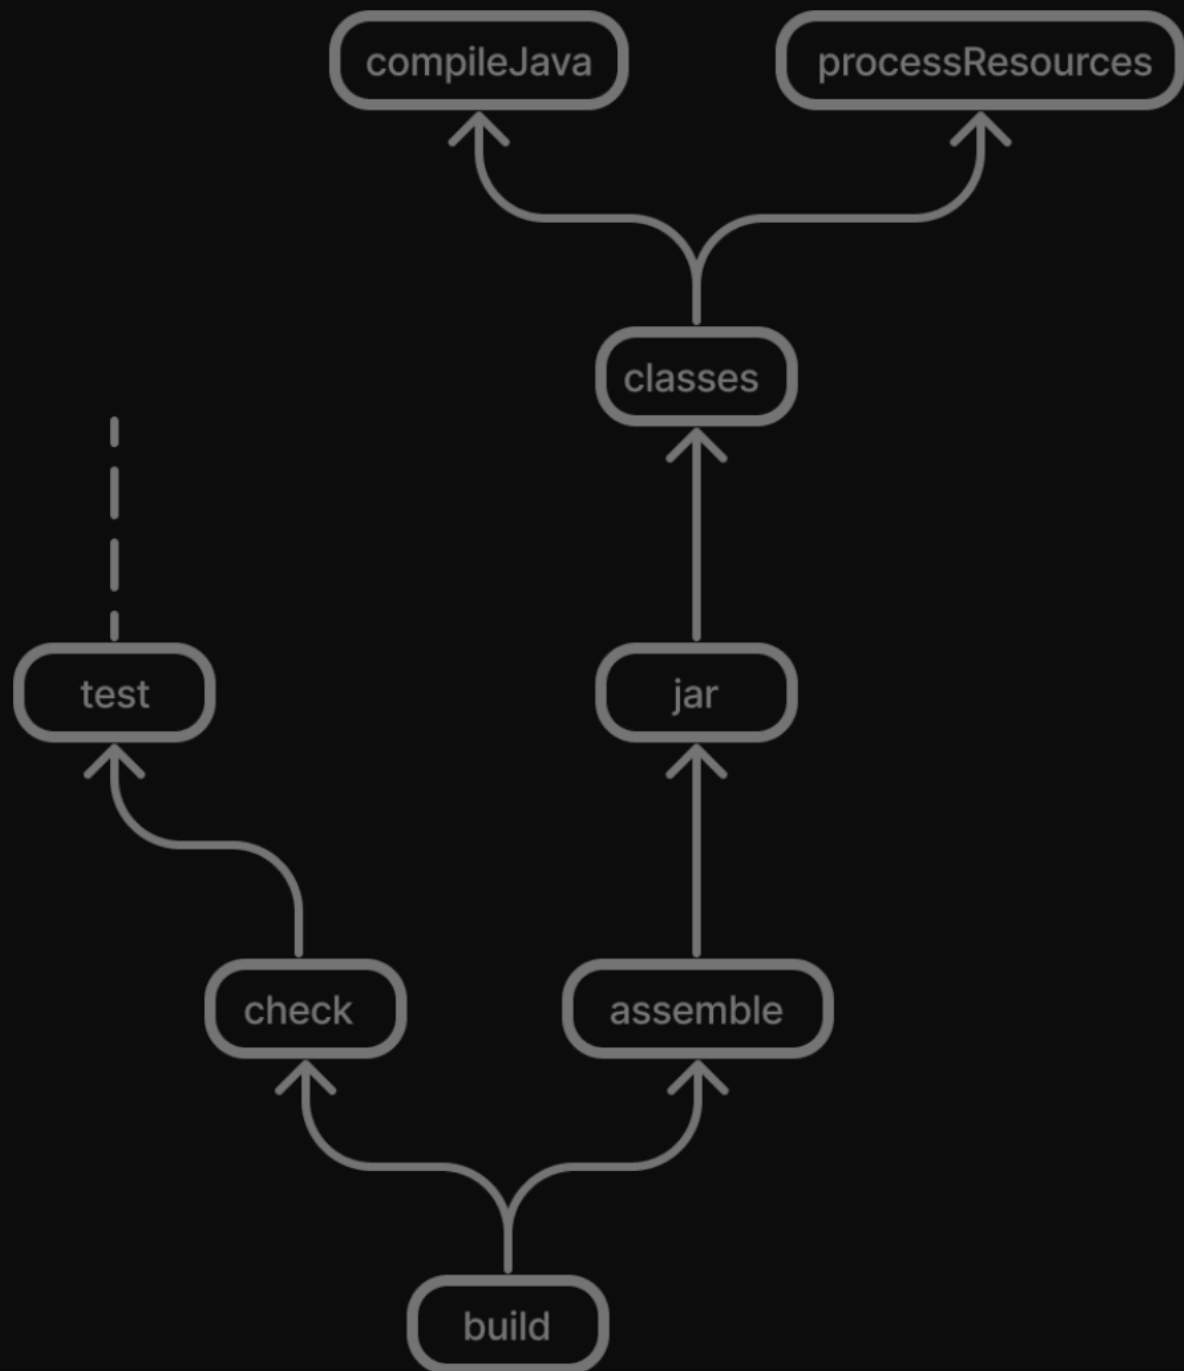 compileJava
processResources
classes
test
jar
check
assemble
build